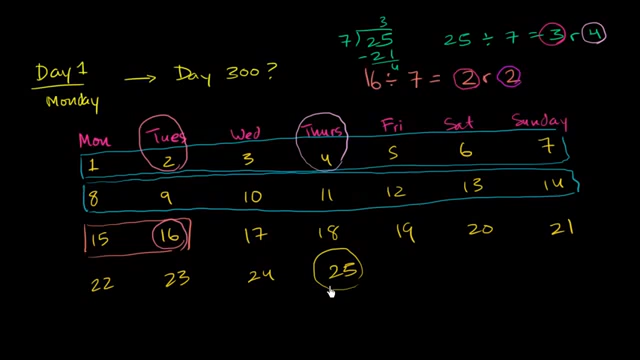 3
7 25 25 ÷ 7 = 3 r 4
-21
4
Day 1 → Day 300? 16 ÷ 7 = 2 r 2
Monday
Mon Tues Wed Thurs Fri Sat Sunday
1 2 3 4 5 6 7
8 9 10 11 12 13 14
15 16 17 18 19 20 21
22 23 24 25